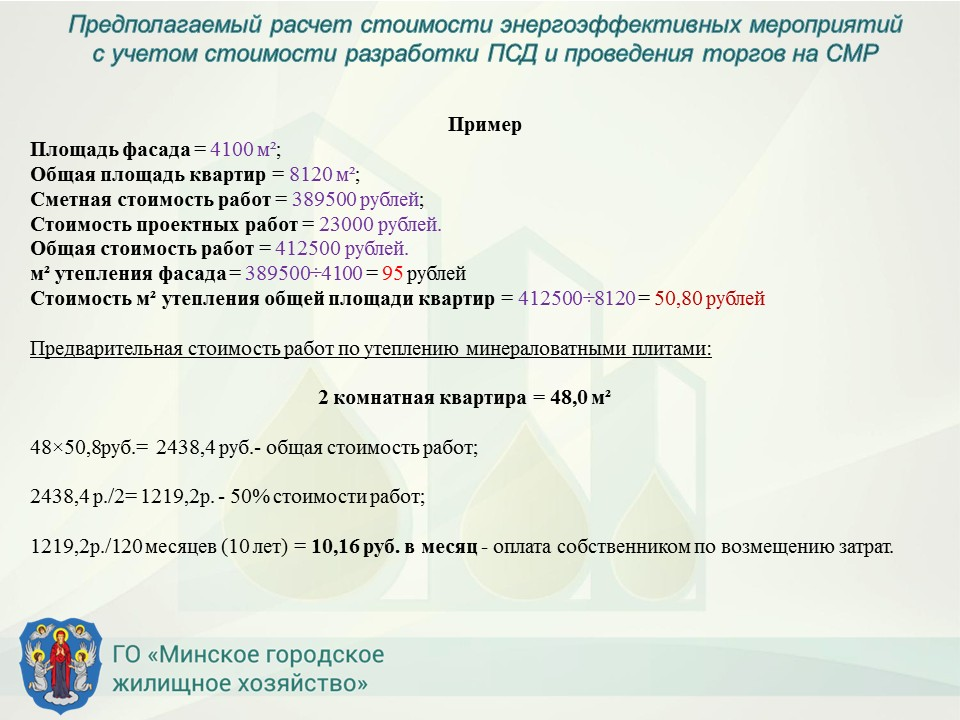 Предполагаемый расчет стоимости энергоэффективных мероприятий
с учетом стоимости разработки ПСД и проведения торгов на СМР
Пример
Площадь фасада = 4100 м²;
Общая площадь квартир = 8120 м²;
Сметная стоимость работ = 389500 рублей;
Стоимость проектных работ = 23000 рублей.
Общая стоимость работ = 412500 рублей.
м² утепления фасада = 389500÷4100 = 95 рублей
Стоимость м² утепления общей площади квартир = 412500÷8120 = 50,80 рублей
Предварительная стоимость работ по утеплению минераловатными плитами:
2 комнатная квартира = 48,0 м²
48×50,8руб.= 2438,4 руб.- общая стоимость работ;
2438,4 р./2= 1219,2р. - 50% стоимости работ;
1219,2р./120 месяцев (10 лет) = 10,16 руб. в месяц - оплата собственником по возмещению затрат.
ГО «Минское городское
жилищное хозяйство»